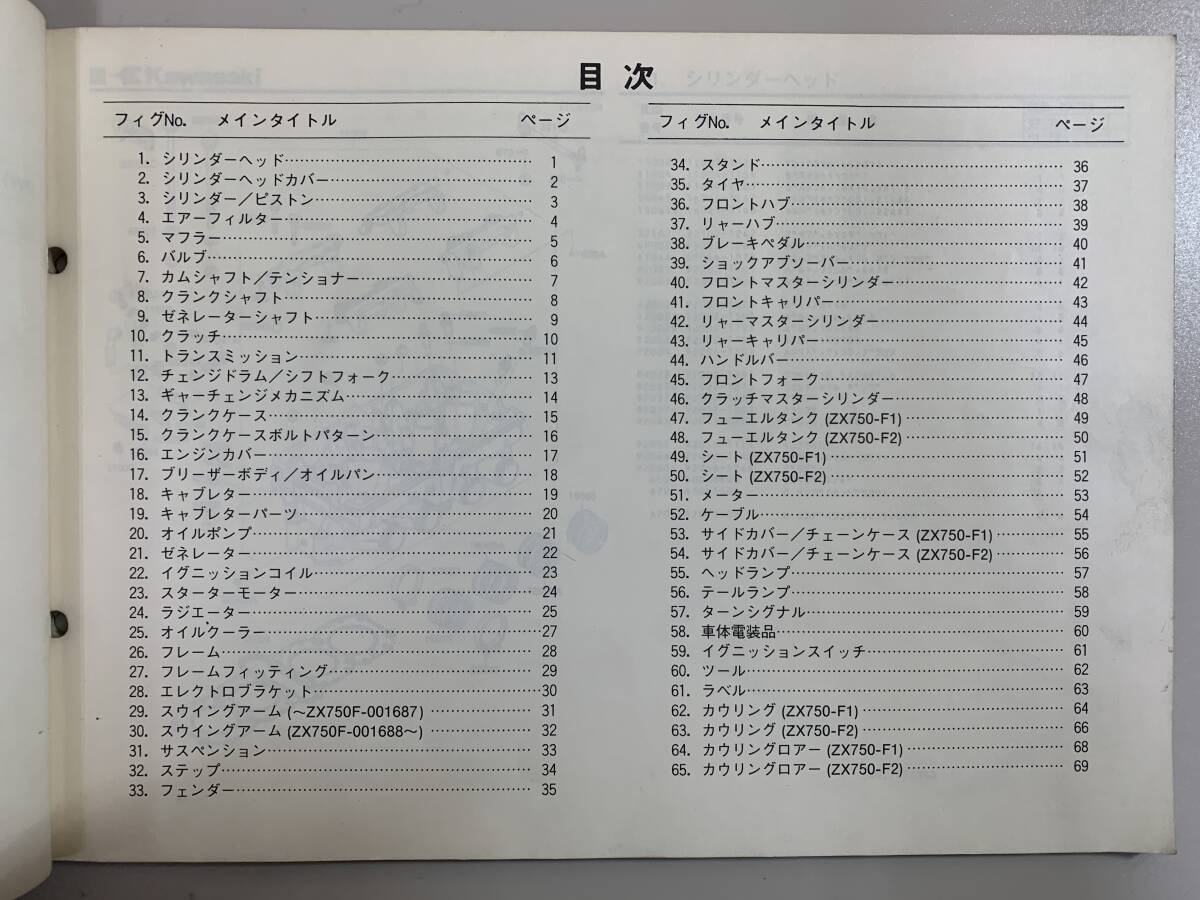 目次
フィグNo. メインタイトル ページ
1. シリンダーヘッド 1
2. シリンダーヘッドカバー 2
3. シリンダー／ピストン 3
4. エアーフィルター 4
5. マフラー 5
6. バルブ 6
7. カムシャフト／テンショナー 7
8. クランクシャフト 8
9. ゼネレーターシャフト 9
10. クラッチ 10
11. トランスミッション 11
12. チェンジドラム／シフトフォーク 13
13. ギャーチェンジメカニズム 14
14. クランクケース 15
15. クランクケースボルトパターン 16
16. エンジンカバー 17
17. ブリーザーボディ／オイルパン 18
18. キャブレター 19
19. キャブレターパーツ 20
20. オイルポンプ 21
21. ゼネレーター 22
22. イグニッションコイル 23
23. スターターモーター 24
24. ラジエーター 25
25. オイルクーラー 27
26. フレーム 28
27. フレームフィッティング 29
28. エレクトロブラケット 30
29. スウイングアーム (～ZX750F-001687) 31
30. スウイングアーム (ZX750F-001688～) 32
31. サスペンション 33
32. ステップ 34
33. フェンダー 35
フィグNo. メインタイトル ページ
34. スタンド 36
35. タイヤ 37
36. フロントハブ 38
37. リャーハブ 39
38. ブレーキペダル 40
39. ショックアブソーバー 41
40. フロントマスターシリンダー 42
41. フロントキャリパー 43
42. リャーマスターシリンダー 44
43. リャーキャリパー 45
44. ハンドルバー 46
45. フロントフォーク 47
46. クラッチマスターシリンダー 48
47. フューエルタンク (ZX750-F1) 49
48. フューエルタンク (ZX750-F2) 50
49. シート (ZX750-F1) 51
50. シート (ZX750-F2) 52
51. メーター 53
52. ケーブル 54
53. サイドカバー／チェーンケース (ZX750-F1) 55
54. サイドカバー／チェーンケース (ZX750-F2) 56
55. ヘッドランプ 57
56. テールランプ 58
57. ターンシグナル 59
58. 車体電装品 60
59. イグニッションスイッチ 61
60. ツール 62
61. ラベル 63
62. カウリング (ZX750-F1) 64
63. カウリング (ZX750-F2) 66
64. カウリングロアー (ZX750-F1) 68
65. カウリングロアー (ZX750-F2) 69